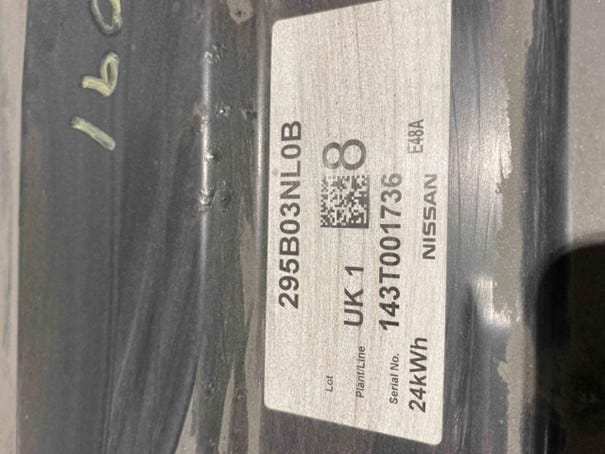 295B03NL0B
Lot
Plant/Line UK 1 8
Serial No. 143T001736
24kWh NISSAN E48A